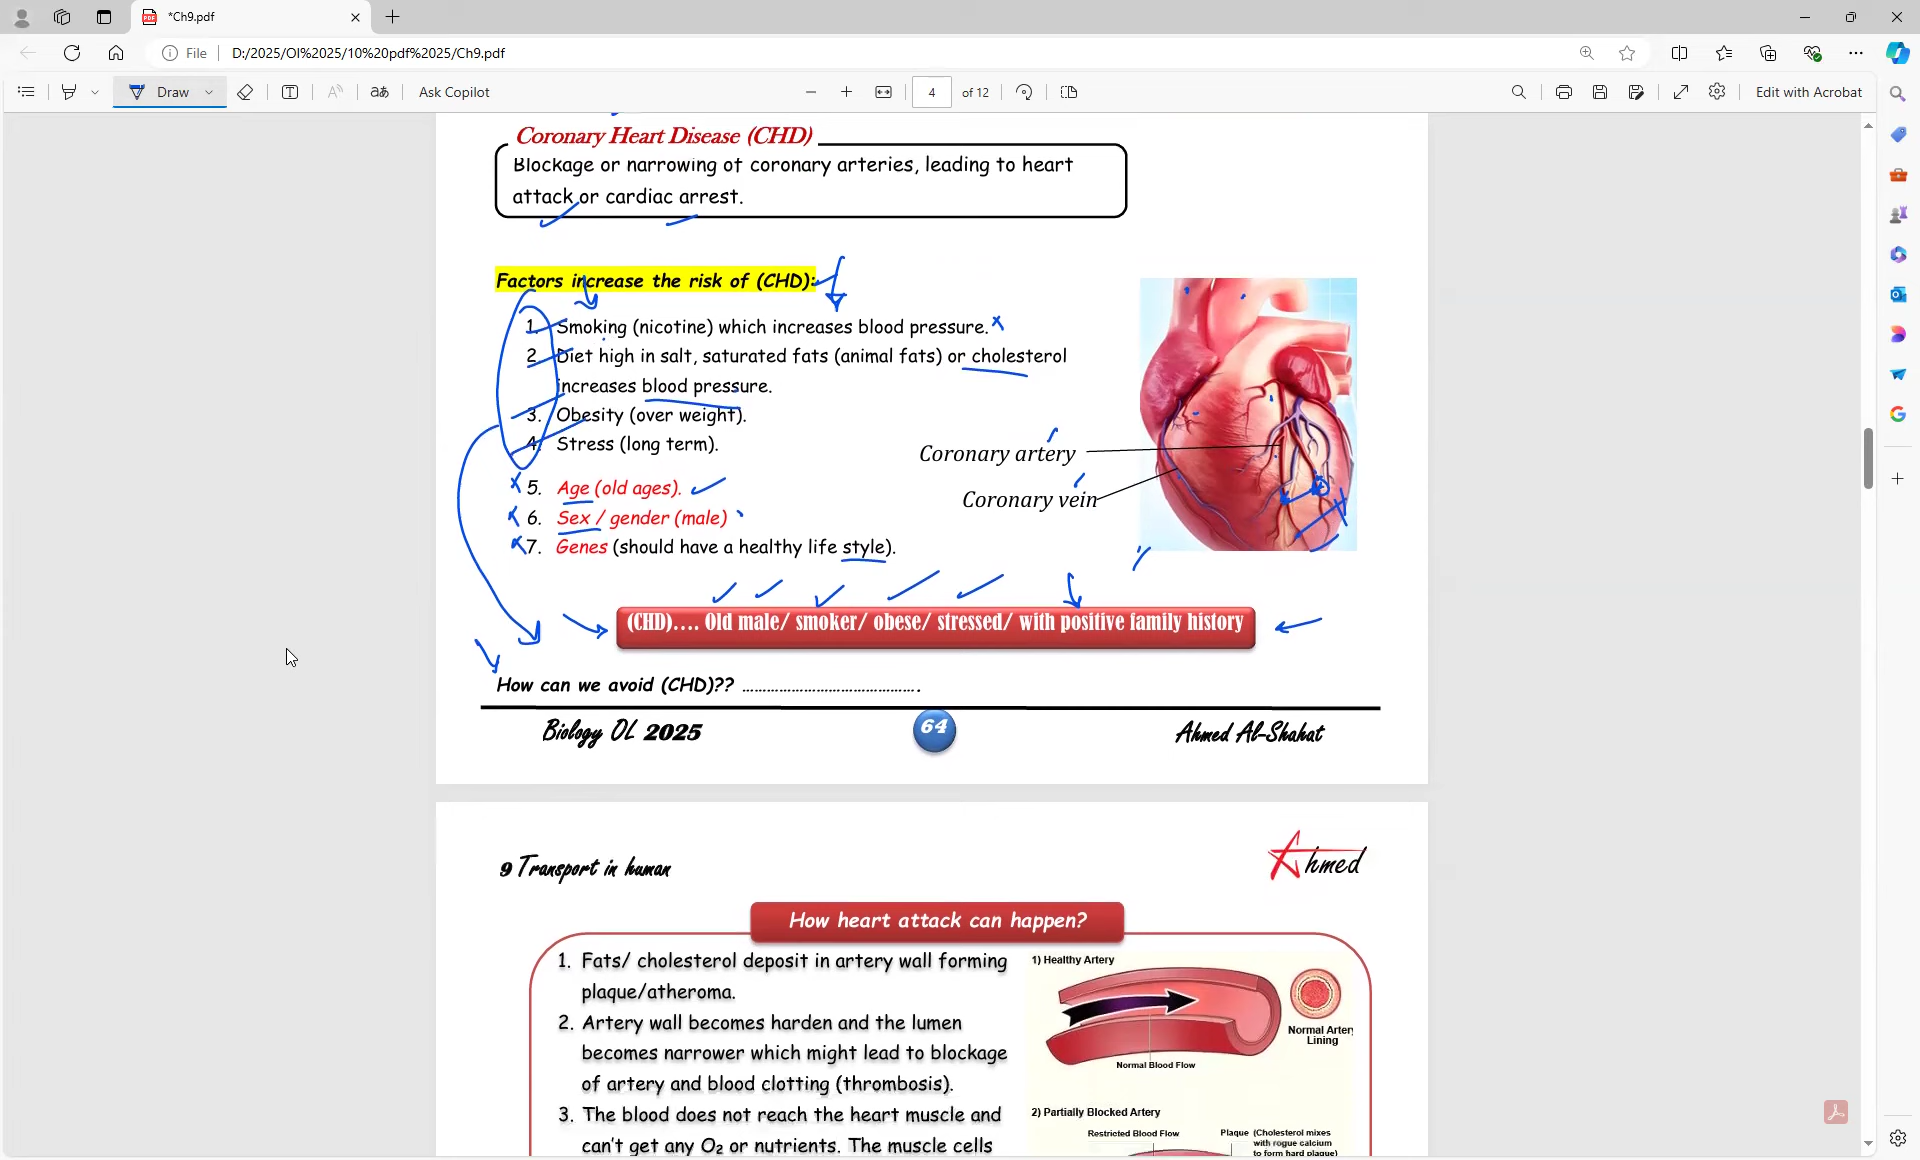 *Ch9.pdf
File D:/2025/Ol%2025/10%20pdf%2025/Ch9.pdf
Draw aあ Ask Copilot 4 of 12 Edit with Acrobat
Coronary Heart Disease (CHD)
Blockage or narrowing of coronary arteries, leading to heart
attack or cardiac arrest.
Factors increase the risk of (CHD):
1. Smoking (nicotine) which increases blood pressure.
2. Diet high in salt, saturated fats (animal fats) or cholesterol
increases blood pressure.
3. Obesity (over weight).
4. Stress (long term).
5. Age (old ages).
6. Sex / gender (male)
7. Genes (should have a healthy life style).
Coronary artery
Coronary vein
(CHD).... Old male/ smoker/ obese/ stressed/ with positive family history
How can we avoid (CHD)?? ..........................................
Biology OL 2025 64 Ahmed Al-Shahat
9 Transport in human Ahmed
How heart attack can happen?
1. Fats/ cholesterol deposit in artery wall forming
plaque/atheroma.
2. Artery wall becomes harden and the lumen
becomes narrower which might lead to blockage
of artery and blood clotting (thrombosis).
3. The blood does not reach the heart muscle and
can't get any O₂ or nutrients. The muscle cells
1) Healthy Artery
Normal Artery
Lining
Normal Blood Flow
2) Partially Blocked Artery
Restricted Blood Flow Plaque (Cholesterol mixes
with rogue calcium
to form hard plaque)